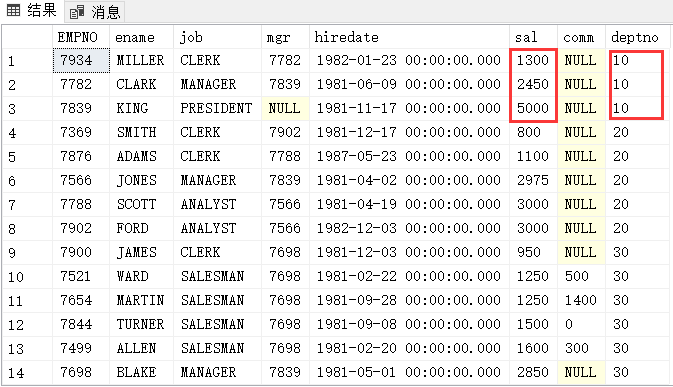 结果 消息
EMPNO ename job mgr hiredate sal comm deptno
1 7934 MILLER CLERK 7782 1982-01-23 00:00:00.000 1300 NULL 10
2 7782 CLARK MANAGER 7839 1981-06-09 00:00:00.000 2450 NULL 10
3 7839 KING PRESIDENT NULL 1981-11-17 00:00:00.000 5000 NULL 10
4 7369 SMITH CLERK 7902 1981-12-17 00:00:00.000 800 NULL 20
5 7876 ADAMS CLERK 7788 1987-05-23 00:00:00.000 1100 NULL 20
6 7566 JONES MANAGER 7839 1981-04-02 00:00:00.000 2975 NULL 20
7 7788 SCOTT ANALYST 7566 1981-04-19 00:00:00.000 3000 NULL 20
8 7902 FORD ANALYST 7566 1982-12-03 00:00:00.000 3000 NULL 20
9 7900 JAMES CLERK 7698 1981-12-03 00:00:00.000 950 NULL 30
10 7521 WARD SALESMAN 7698 1981-02-22 00:00:00.000 1250 500 30
11 7654 MARTIN SALESMAN 7698 1981-09-28 00:00:00.000 1250 1400 30
12 7844 TURNER SALESMAN 7698 1981-09-08 00:00:00.000 1500 0 30
13 7499 ALLEN SALESMAN 7698 1981-02-20 00:00:00.000 1600 300 30
14 7698 BLAKE MANAGER 7839 1981-05-01 00:00:00.000 2850 NULL 30